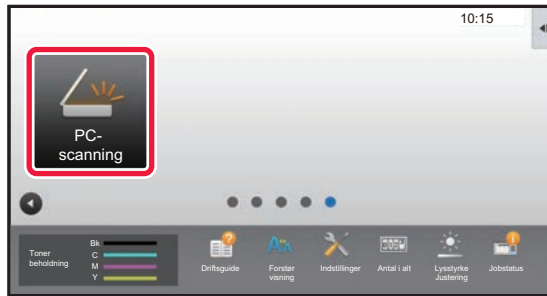 10:15
PC-
scanning
Toner
beholdning
Bk
C
M
Y
Driftsguide
Forstør
visning
Indstillinger
Antal i alt
Lysstyrke
Justering
Jobstatus